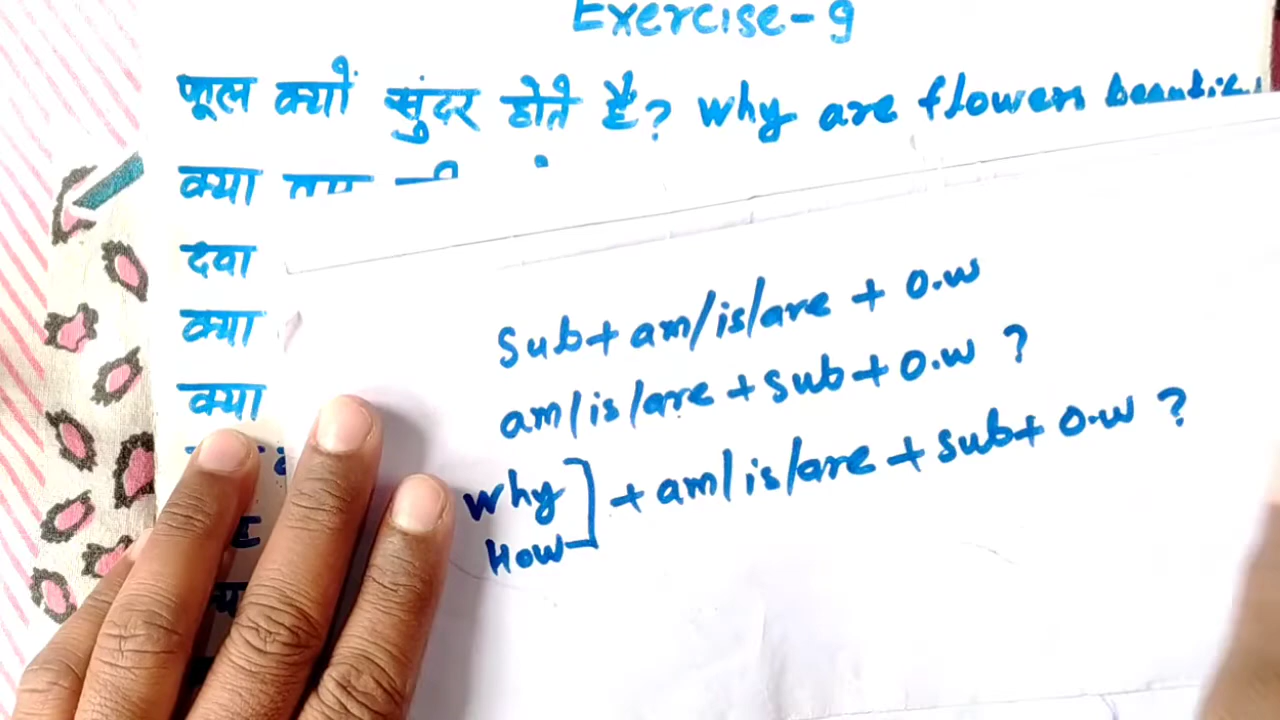 Exercise-9
फूल क्यों सुंदर होते है? Why are flowers
क्या
दवा
क्या
क्या
Sub+ am/is/are + O.W
am/is/are + sub + O.W ?
Why
How ] + am/is/are + sub + O.W ?